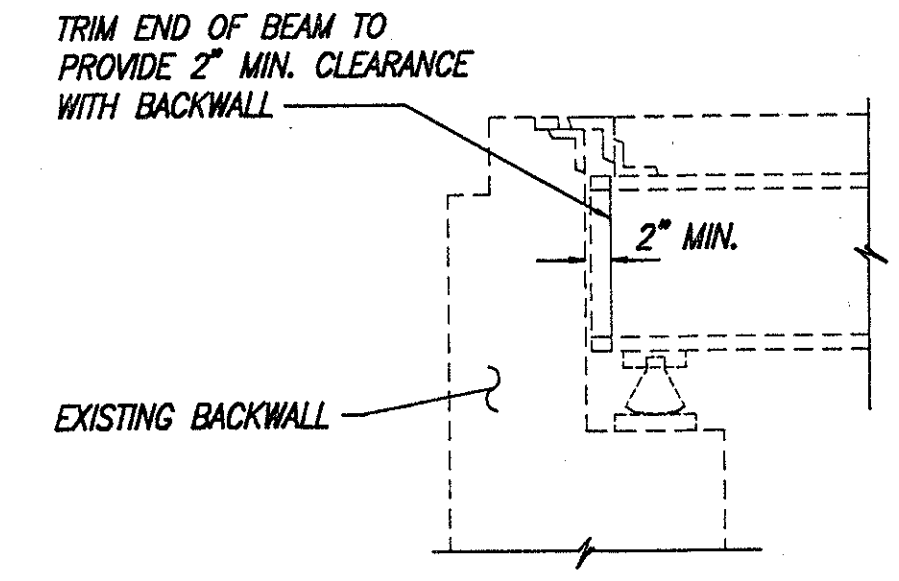 TRIM END OF BEAM TO
PROVIDE 2" MIN. CLEARANCE
WITH BACKWALL
2" MIN.
EXISTING BACKWALL